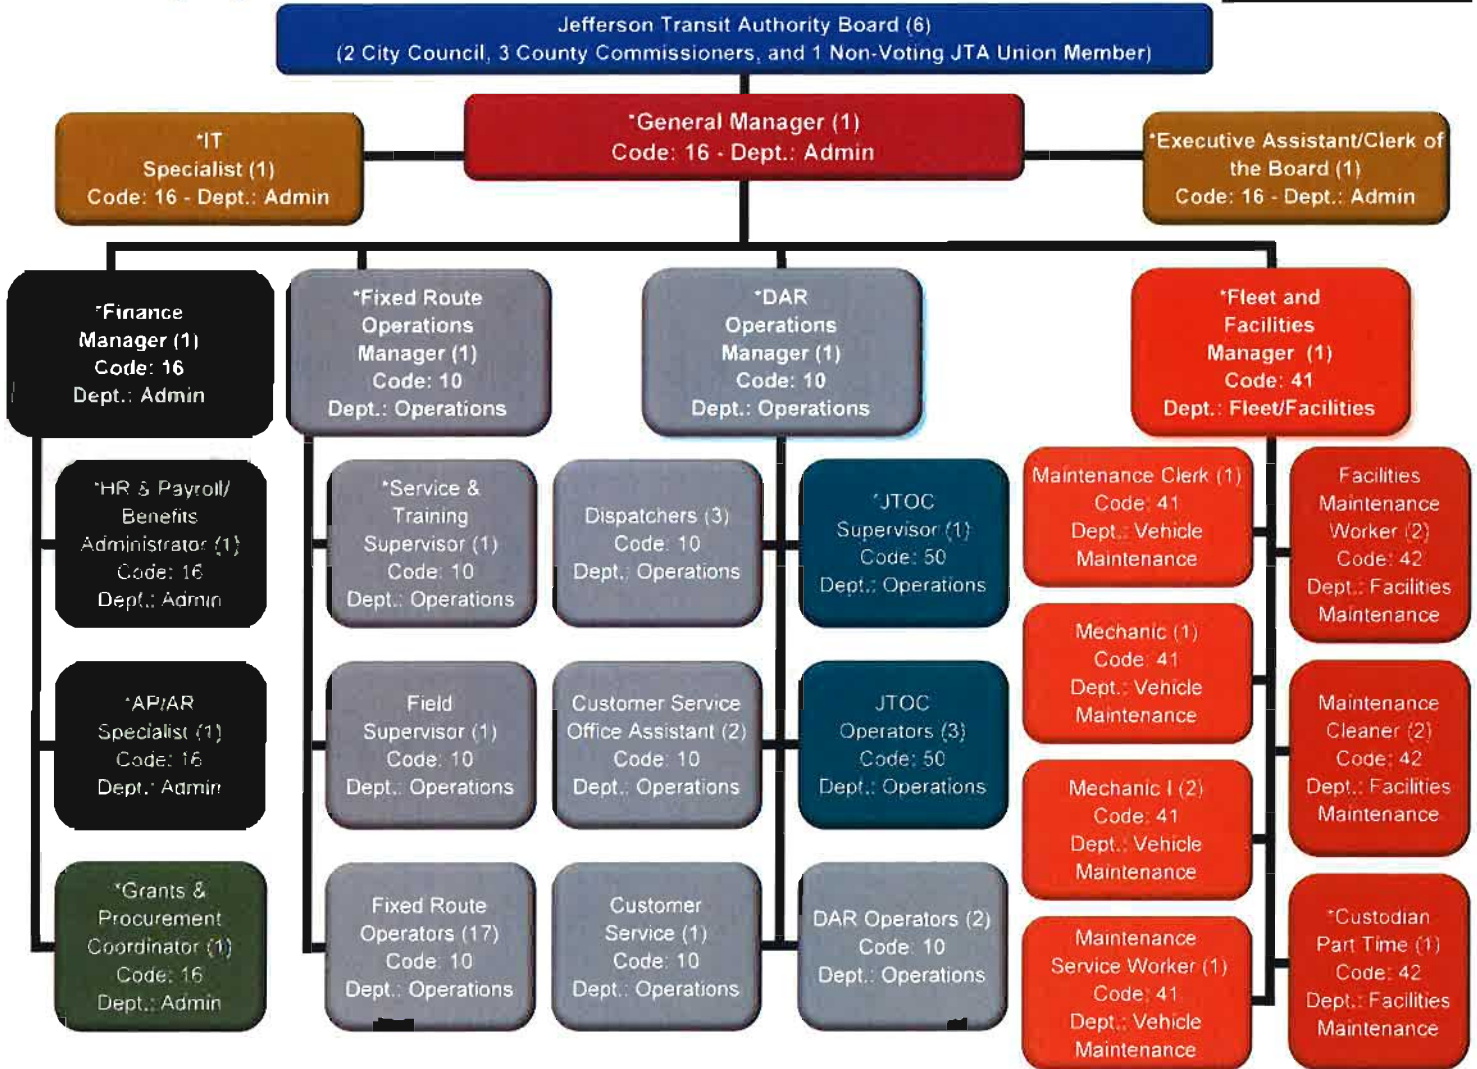 Jefferson Transit Authority Board (6)
(2 City Council, 3 County Commissioners, and 1 Non-Voting JTA Union Member)
*General Manager (1)
Code: 16 - Dept.: Admin
*IT
Specialist (1)
Code: 16 - Dept.: Admin
*Executive Assistant/Clerk of
the Board (1)
Code: 16 - Dept.: Admin
*Finance
Manager (1)
Code: 16
Dept.: Admin
*Fixed Route
Operations
Manager (1)
Code: 10
Dept.: Operations
*DAR
Operations
Manager (1)
Code: 10
Dept.: Operations
*Fleet and
Facilities
Manager (1)
Code: 41
Dept.: Fleet/Facilities
*HR & Payroll/
Benefits
Administrator (1)
Code: 16
Dept.: Admin
*AP/AR
Specialist (1)
Code: 16
Dept.: Admin
*Grants &
Procurement
Coordinator (1)
Code: 16
Dept.: Admin
*Service &
Training
Supervisor (1)
Code: 10
Dept.: Operations
Field
Supervisor (1)
Code: 10
Dept.: Operations
Fixed Route
Operators (17)
Code: 10
Dept.: Operations
Dispatchers (3)
Code: 10
Dept.: Operations
Customer Service
Office Assistant (2)
Code: 10
Dept.: Operations
Customer
Service (1)
Code: 10
Dept.: Operations
*JTOC
Supervisor (1)
Code: 50
Dept.: Operations
JTOC
Operators (3)
Code: 50
Dept.: Operations
DAR Operators (2)
Code: 10
Dept.: Operations
Maintenance Clerk (1)
Code: 41
Dept.: Vehicle
Maintenance
Mechanic (1)
Code: 41
Dept.: Vehicle
Maintenance
Mechanic I (2)
Code: 41
Dept.: Vehicle
Maintenance
Maintenance
Service Worker (1)
Code: 41
Dept.: Vehicle
Maintenance
Facilities
Maintenance
Worker (2)
Code: 42
Dept.: Facilities
Maintenance
Maintenance
Cleaner (2)
Code: 42
Dept.: Facilities
Maintenance
*Custodian
Part Time (1)
Code: 42
Dept.: Facilities
Maintenance